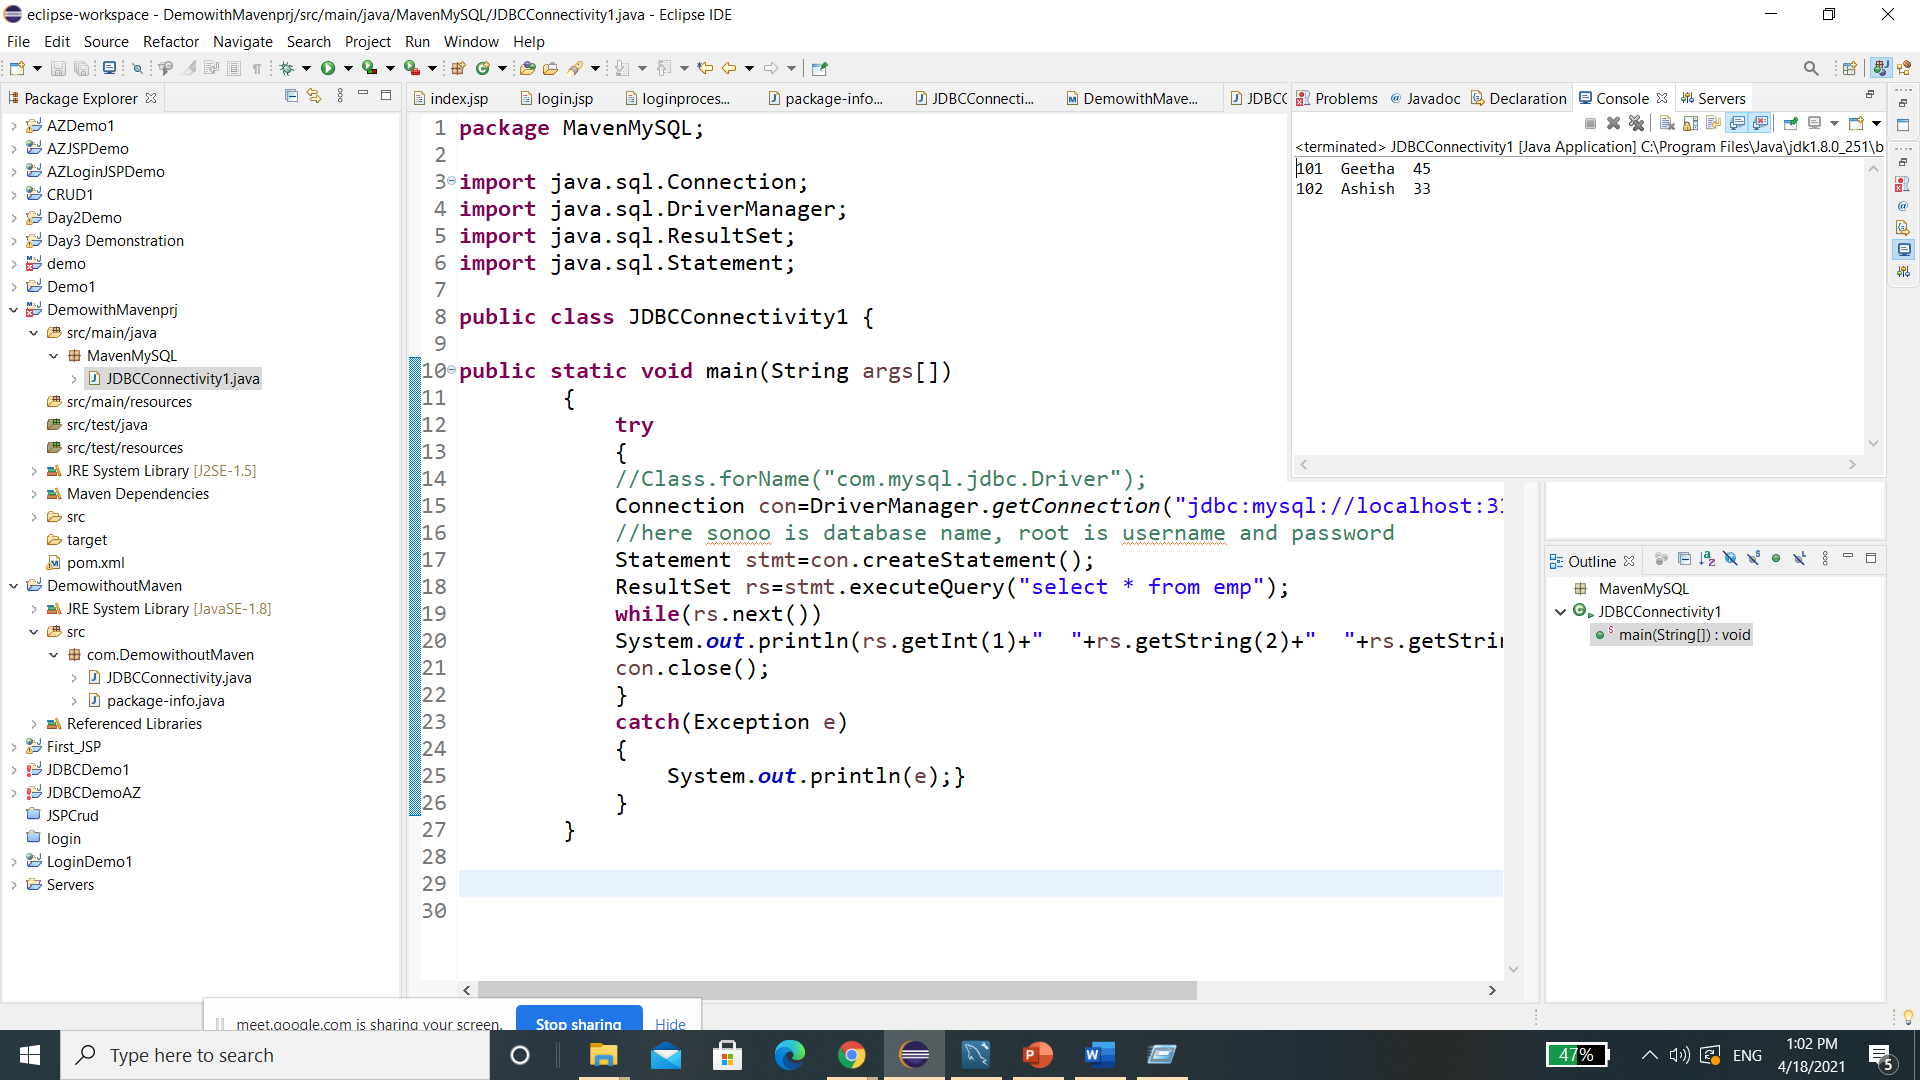 eclipse-workspace - DemowithMavenprj/src/main/java/MavenMySQL/JDBCConnectivity1.java - Eclipse IDE
File Edit Source Refactor Navigate Search Project Run Window Help
Package Explorer
AZDemo1
AZJSPDemo
AZLoginJSPDemo
CRUD1
Day2Demo
Day3 Demonstration
demo
Demo1
DemowithMavenprj
src/main/java
MavenMySQL
JDBCConnectivity1.java
src/main/resources
src/test/java
src/test/resources
JRE System Library [J2SE-1.5]
Maven Dependencies
src
target
pom.xml
DemowithoutMaven
JRE System Library [JavaSE-1.8]
src
com.DemowithoutMaven
JDBCConnectivity.java
package-info.java
Referenced Libraries
First_JSP
JDBCDemo1
JDBCDemoAZ
JSPCrud
login
LoginDemo1
Servers
index.jsp login.jsp loginproces... package-info... JDBCConnecti... DemowithMave... JDBC
1 package MavenMySQL;
2
3 import java.sql.Connection;
4 import java.sql.DriverManager;
5 import java.sql.ResultSet;
6 import java.sql.Statement;
7
8 public class JDBCConnectivity1 {
9
10 public static void main(String args[])
11 {
12 try
13 {
14 //Class.forName("com.mysql.jdbc.Driver");
15 Connection con=DriverManager.getConnection("jdbc:mysql://localhost:33
16 //here sonoo is database name, root is username and password
17 Statement stmt=con.createStatement();
18 ResultSet rs=stmt.executeQuery("select * from emp");
19 while(rs.next())
20 System.out.println(rs.getInt(1)+"  "+rs.getString(2)+"  "+rs.getStrin
21 con.close();
22 }
23 catch(Exception e)
24 {
25 System.out.println(e);}
26 }
27 }
28
29
30
Problems Javadoc Declaration Console Servers
<terminated> JDBCConnectivity1 [Java Application] C:\Program Files\Java\jdk1.8.0_251\b
101 Geetha 45
102 Ashish 33
Outline
MavenMySQL
JDBCConnectivity1
main(String[]) : void
meet.google.com is sharing your screen. Stop sharing Hide
Type here to search
47%
ENG
1:02 PM
4/18/2021
5